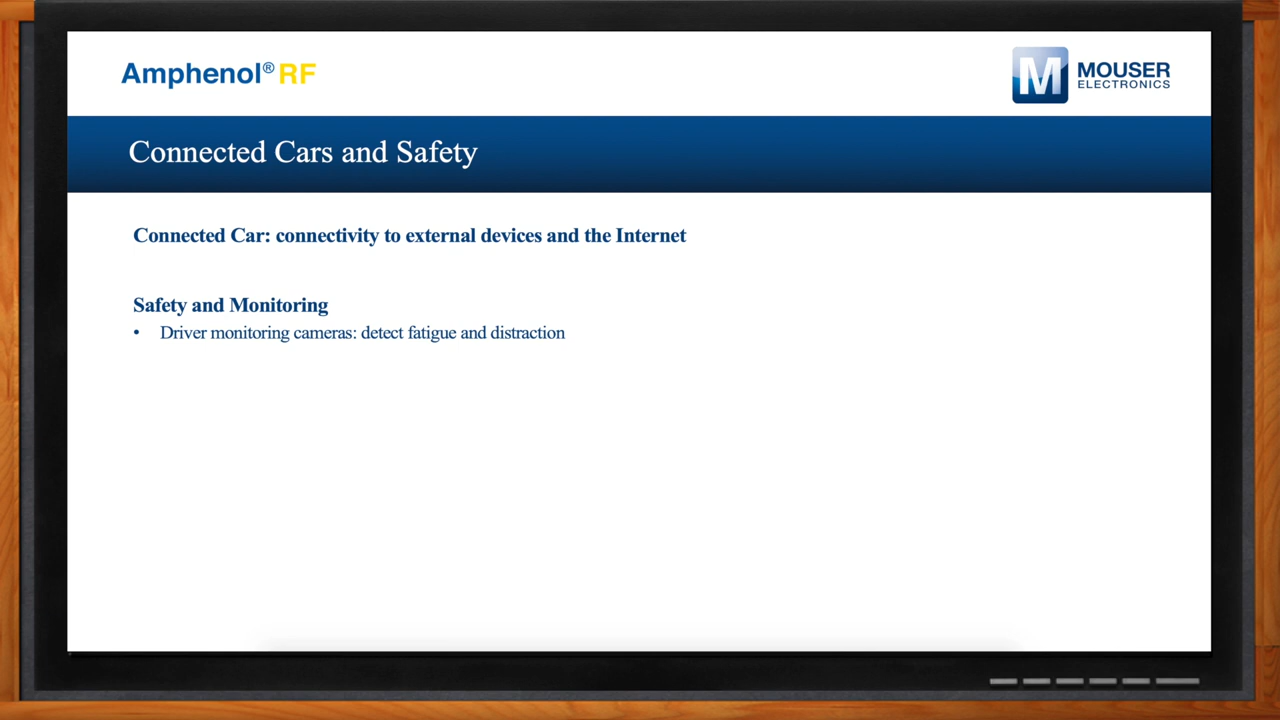 Amphenol® RF
M MOUSER
ELECTRONICS
Connected Cars and Safety
Connected Car: connectivity to external devices and the Internet
Safety and Monitoring
• Driver monitoring cameras: detect fatigue and distraction